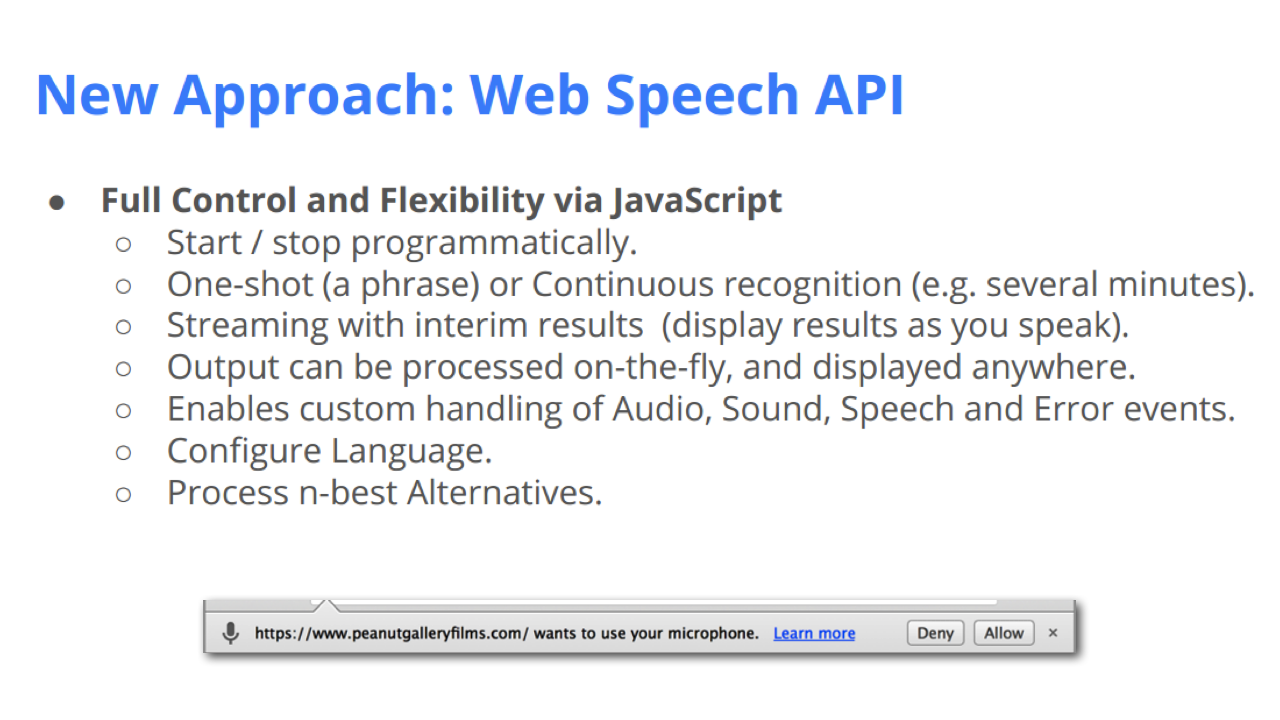 New Approach: Web Speech API
● Full Control and Flexibility via JavaScript
○ Start / stop programmatically.
○ One-shot (a phrase) or Continuous recognition (e.g. several minutes).
○ Streaming with interim results  (display results as you speak).
○ Output can be processed on-the-fly, and displayed anywhere.
○ Enables custom handling of Audio, Sound, Speech and Error events.
○ Configure Language.
○ Process n-best Alternatives.
https://www.peanutgalleryfilms.com/ wants to use your microphone. Learn more Deny Allow ×